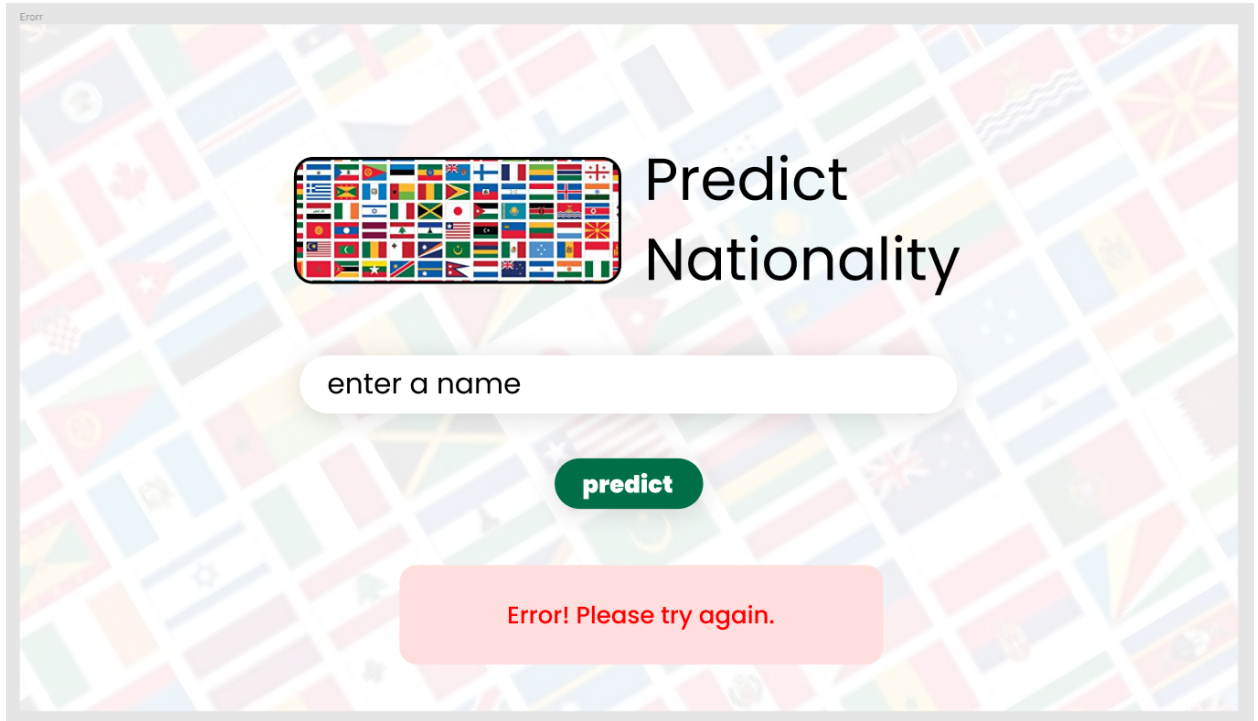 Erorr
Predict
Nationality
enter a name
predict
Error! Please try again.